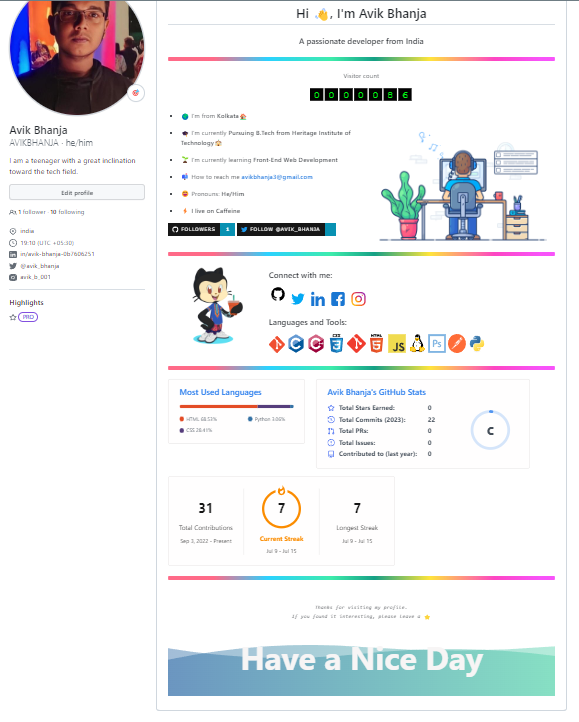 Avik Bhanja
AVIKBHANJA · he/him
I am a teenager with a great inclination
toward the tech field.
Edit profile
1 follower · 10 following
India
19:10 (UTC +05:30)
in/avik-bhanja-0b7606251
@avik_bhanja
avik_b_001
Highlights
PRO
Hi 👋, I'm Avik Bhanja
A passionate developer from India
Visitor count
I'm from Kolkata
I'm currently Pursuing B.Tech from Heritage Institute of
Technology
I'm currently learning Front-End Web Development
How to reach me avikbhanja3@gmail.com
Pronouns: He/Him
I live on Caffeine
FOLLOWERS 1 FOLLOW @AVIK_BHANJA
Connect with me:
Languages and Tools:
CSS HTML
3 5 JS Ps
Most Used Languages
HTML 68.53% Python 3.06%
CSS 28.41%
Avik Bhanja's GitHub Stats
Total Stars Earned: 0
Total Commits (2023): 22
Total PRs: 0
Total Issues: 0
Contributed to (last year): 0
C
31
Total Contributions
Sep 3, 2022 - Present
7
Current Streak
Jul 9 - Jul 15
7
Longest Streak
Jul 9 - Jul 15
Thanks for visiting my profile.
If you found it interesting, please leave a ⭐
Have a Nice Day